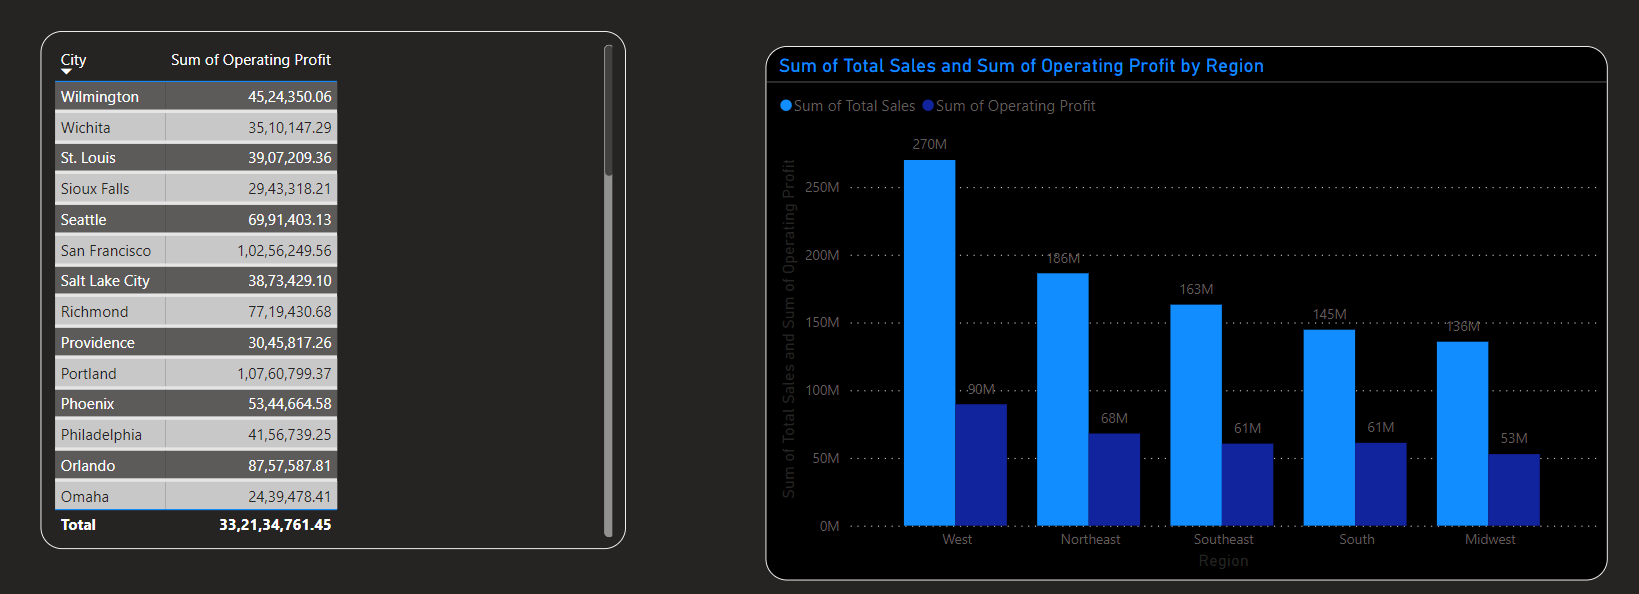 City Sum of Operating Profit
Wilmington 45,24,350.06
Wichita 35,10,147.29
St. Louis 39,07,209.36
Sioux Falls 29,43,318.21
Seattle 69,91,403.13
San Francisco 1,02,56,249.56
Salt Lake City 38,73,429.10
Richmond 77,19,430.68
Providence 30,45,817.26
Portland 1,07,60,799.37
Phoenix 53,44,664.58
Philadelphia 41,56,739.25
Orlando 87,57,587.81
Omaha 24,39,478.41
Total 33,21,34,761.45
Sum of Total Sales and Sum of Operating Profit by Region
Sum of Total Sales Sum of Operating Profit
Sum of Total Sales and Sum of Operating Profit
250M
200M
150M
100M
50M
0M
270M
90M
186M
68M
163M
61M
145M
61M
136M
53M
West Northeast Southeast South Midwest
Region